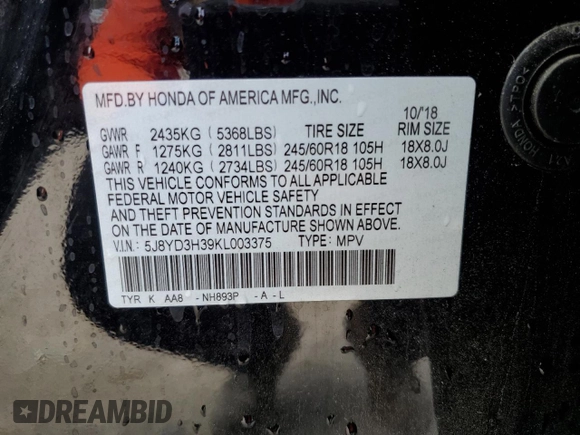 MFD.BY HONDA OF AMERICA MFG.,INC.
10/'18
GVWR 2435KG ( 5368LBS) TIRE SIZE RIM SIZE
GAWR F 1275KG ( 2811LBS) 245/60R18 105H 18X8.0J
GAWR R 1240KG ( 2734LBS) 245/60R18 105H 18X8.0J
THIS VEHICLE CONFORMS TO ALL APPLICABLE
FEDERAL MOTOR VEHICLE SAFETY
AND THEFT PREVENTION STANDARDS IN EFFECT
ON THE DATE OF MANUFACTURE SHOWN ABOVE.
V.I.N.: 5J8YD3H39KL003375 TYPE: MPV
TYR K AA8 -NH893P -A-L
HONDA
DREAMBID